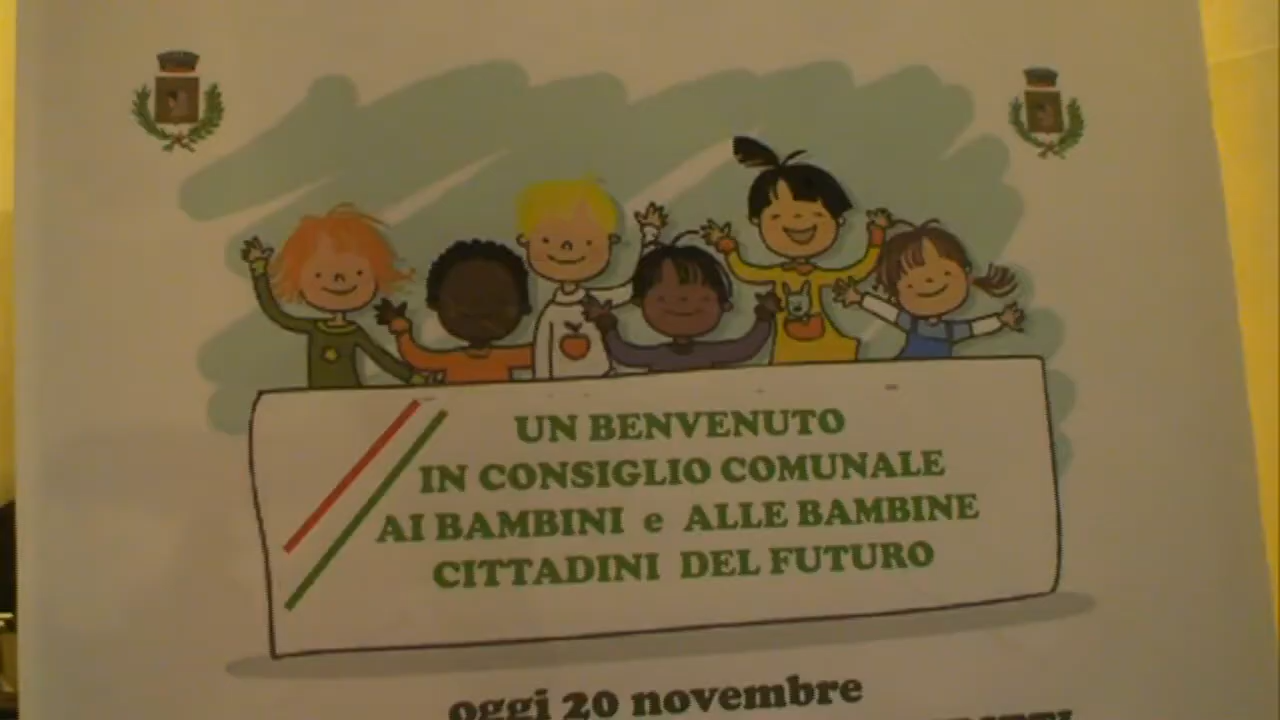 UN BENVENUTO
IN CONSIGLIO COMUNALE
AI BAMBINI e ALLE BAMBINE
CITTADINI DEL FUTURO
oggi 20 novembre